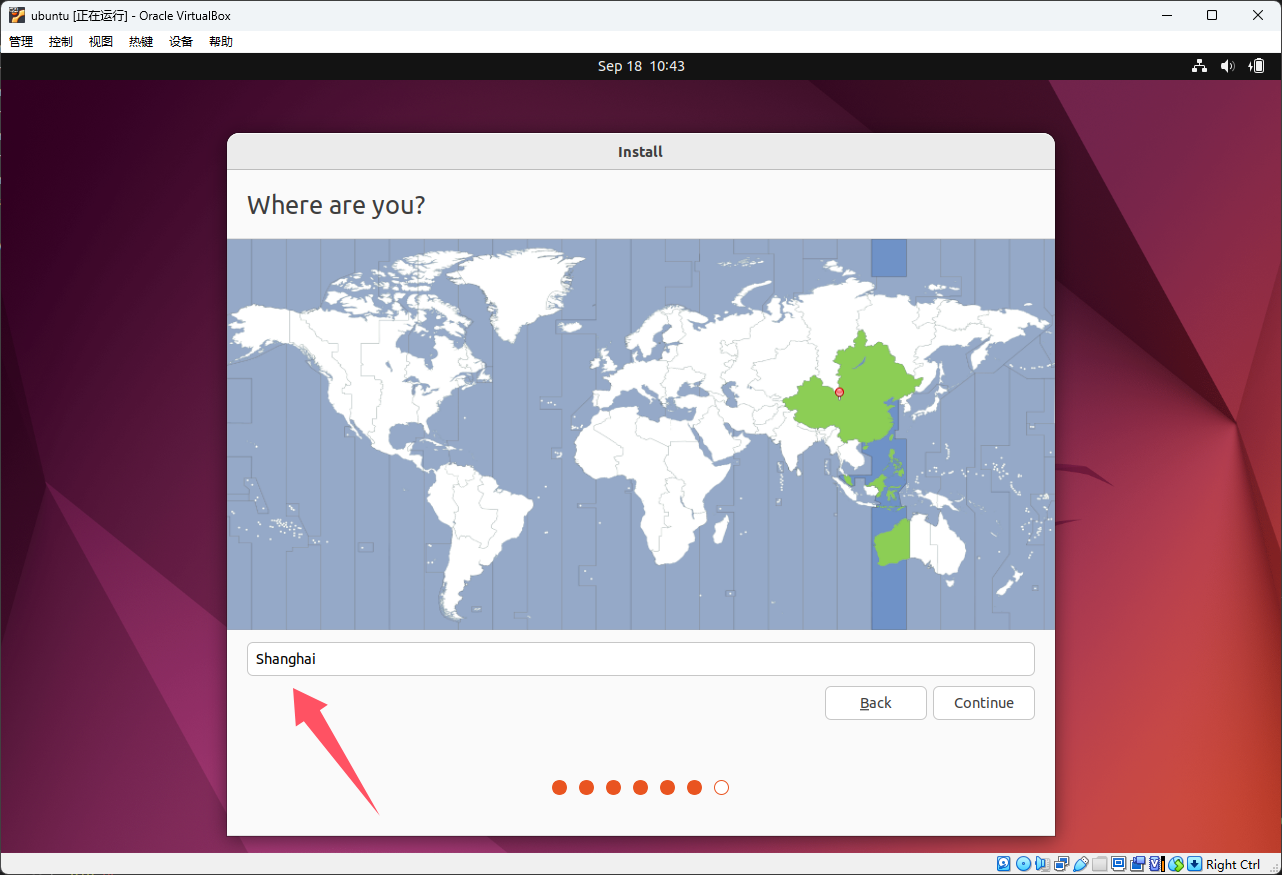 ubuntu [正在运行] - Oracle VirtualBox
管理 控制 视图 热键 设备 帮助
Sep 18 10:43
Install
Where are you?
Shanghai
Back Continue
Right Ctrl